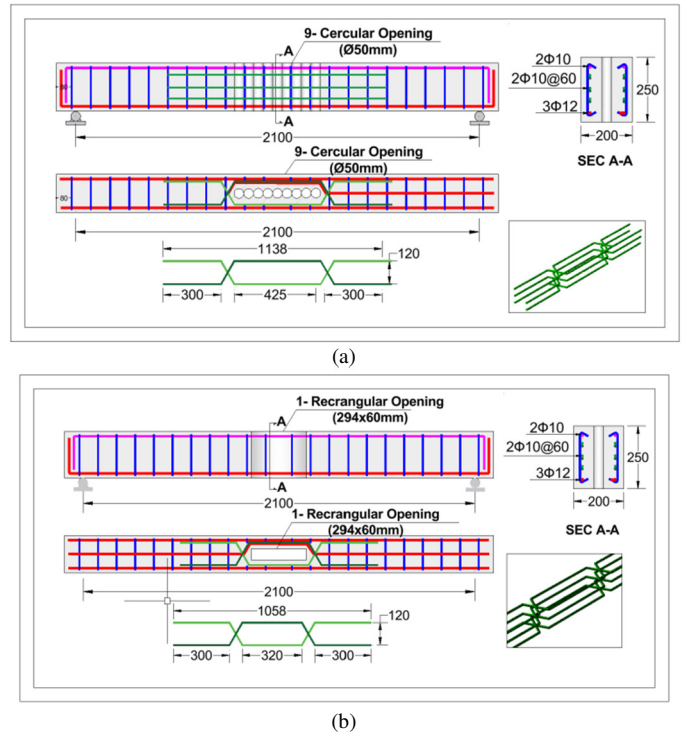 9- Cercular Opening
(Ø50mm)
A
80
A
2100
2Φ10
2Φ10@60
3Φ12
250
200
SEC A-A
9- Cercular Opening
(Ø50mm)
80
2100
1138
120
300
425
300
(a)
1- Recrangular Opening
(294x60mm)
A
A
2100
2Φ10
2Φ10@60
3Φ12
250
200
SEC A-A
1- Recrangular Opening
(294x60mm)
2100
1058
120
300
320
300
(b)